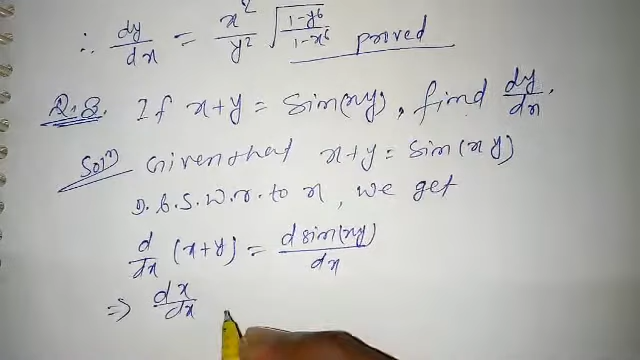 ∴ dy/dx = x²/y² √(1-y⁶/1-x⁶) proved
Q.8. If x+y = sin(xy), find dy/dx.
Solⁿ Given that x+y = sin(xy)
D.b.s.w.r.to x, we get
d/dx (x+y) = d sin(xy)/dx
⇒ dx/dx